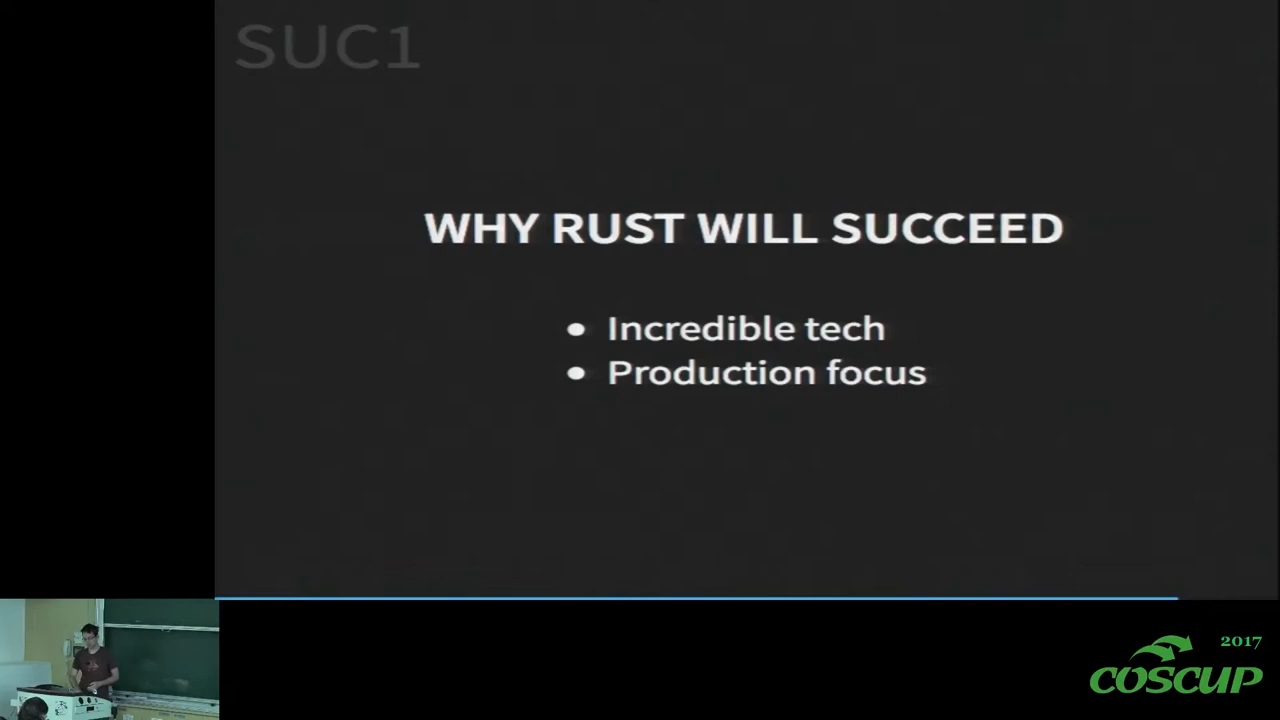 SUC1
WHY RUST WILL SUCCEED
• Incredible tech
• Production focus
2017
COSCUP